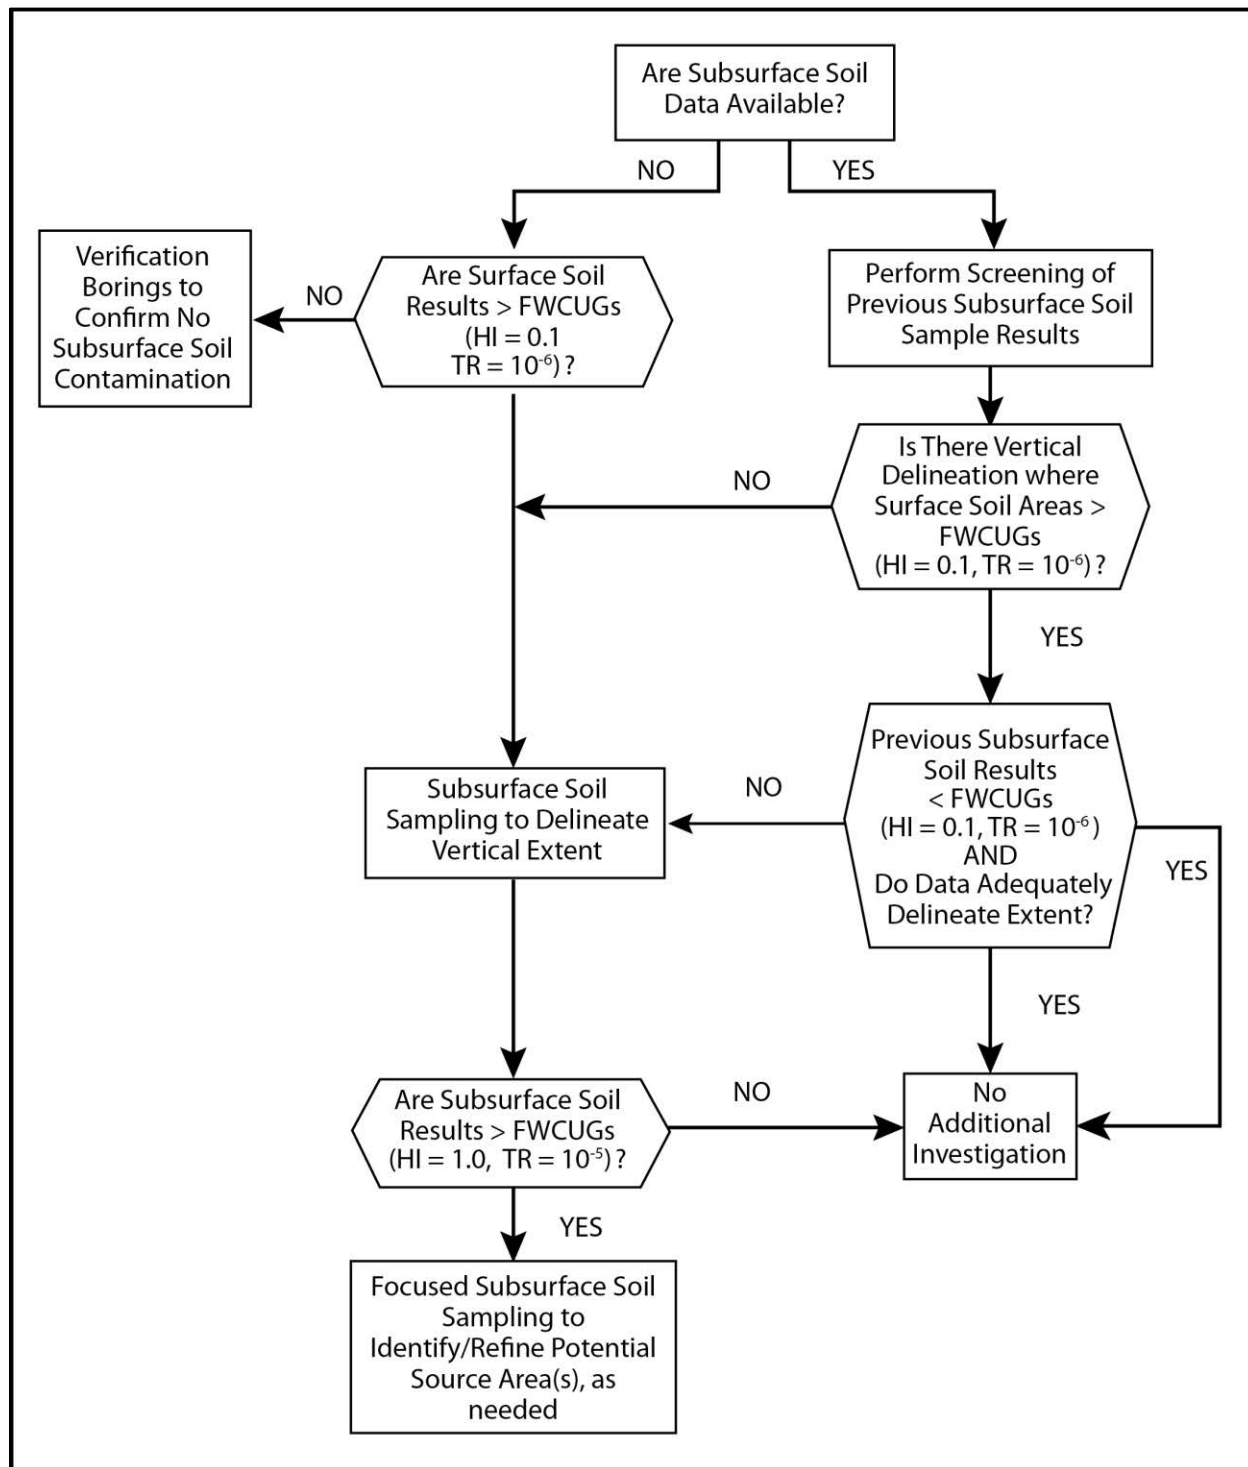 Are Subsurface Soil
Data Available?
NO
YES
Verification
Borings to
Confirm No
Subsurface Soil
Contamination
NO
Are Surface Soil
Results > FWCUGs
(HI = 0.1
TR = 10⁻⁶) ?
Perform Screening of
Previous Subsurface Soil
Sample Results
NO
Is There Vertical
Delineation where
Surface Soil Areas >
FWCUGs
(HI = 0.1, TR = 10⁻⁶) ?
YES
Subsurface Soil
Sampling to Delineate
Vertical Extent
NO
Previous Subsurface
Soil Results
< FWCUGs
(HI = 0.1, TR = 10⁻⁶ )
AND
Do Data Adequately
Delineate Extent?
YES
YES
Are Subsurface Soil
Results > FWCUGs
(HI = 1.0, TR = 10⁻⁵) ?
NO
No
Additional
Investigation
YES
Focused Subsurface Soil
Sampling to
Identify/Refine Potential
Source Area(s), as
needed